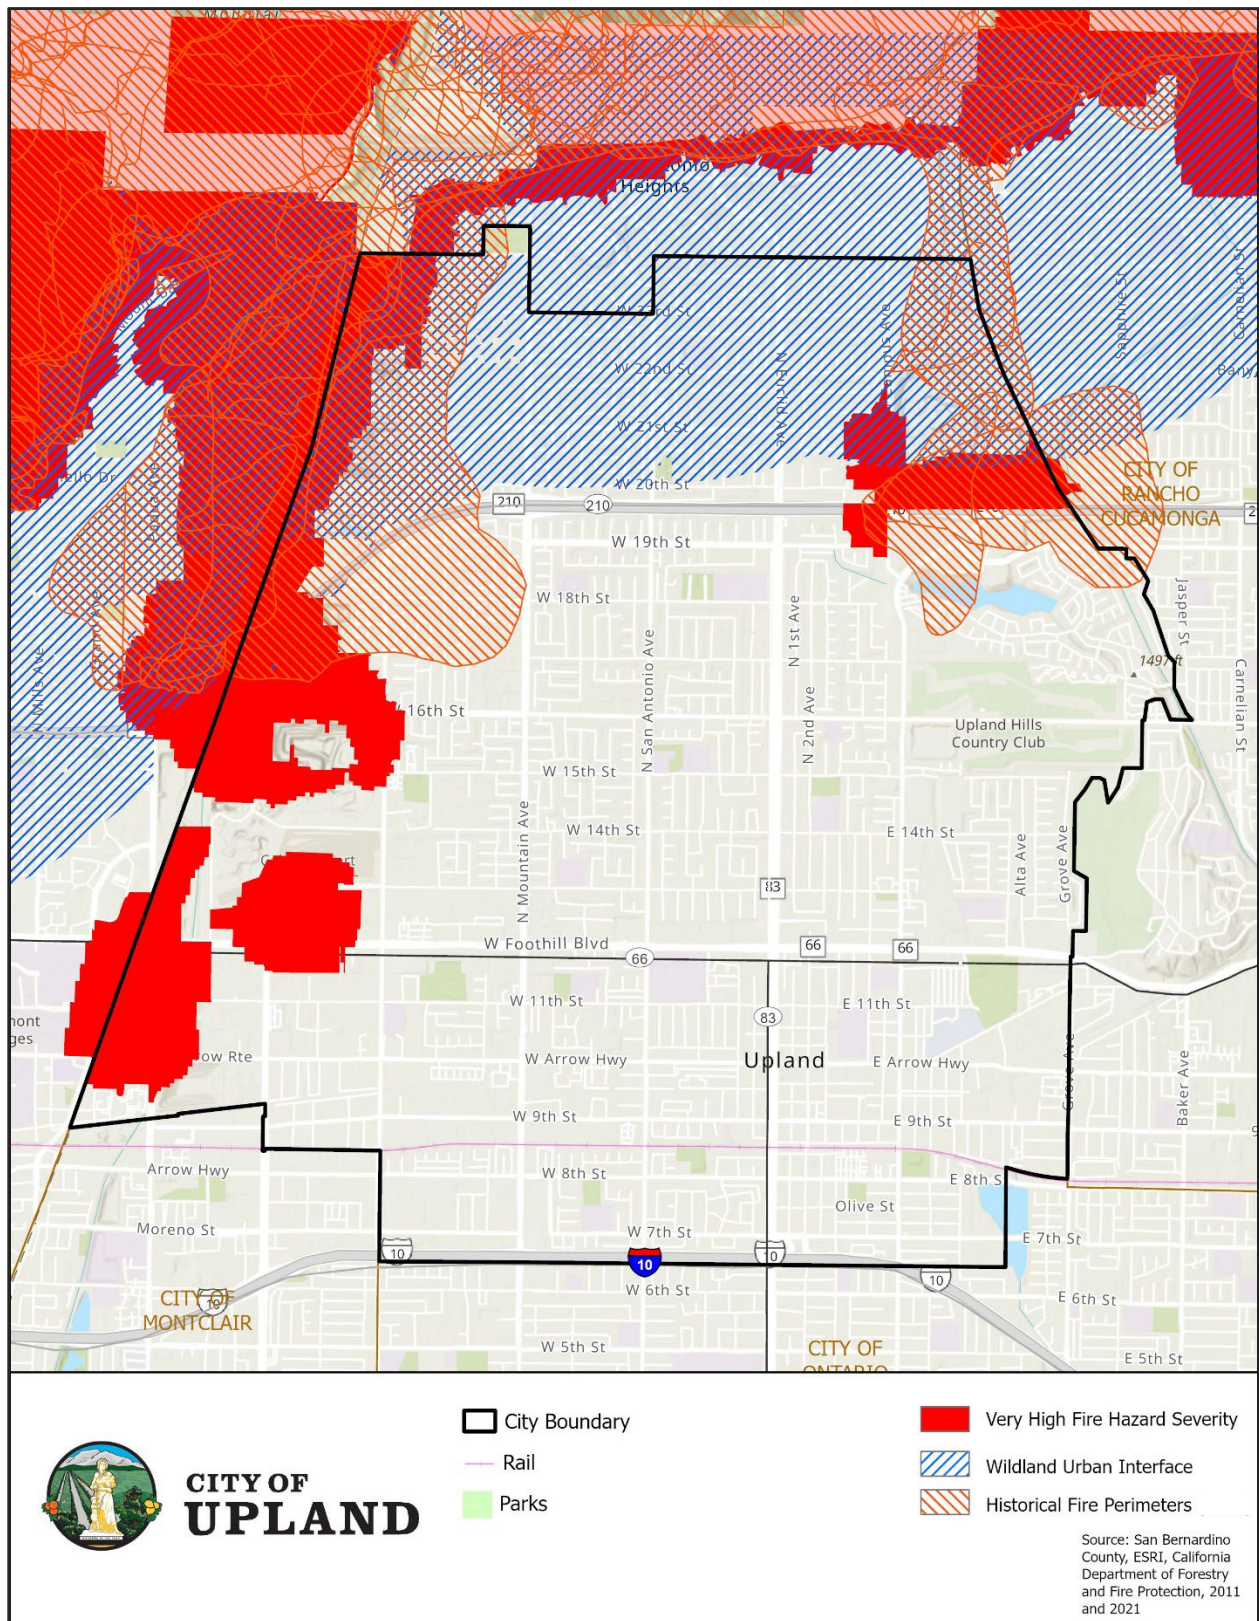 Heights
W 23rd St
W 22nd St
W 21st St
W 20th St
N Euclid Ave
Campus Ave
Sapphire St
Carnelian St
CITY OF
RANCHO
CUCAMONGA
210
210
W 19th St
W 18th St
N San Antonio Ave
N 1st Ave
Jasper St
1497 ft
N Mills Ave
W 16th St
N 2nd Ave
Upland Hills
Country Club
Carnelian St
W 15th St
N Mountain Ave
W 14th St
E 14th St
Alta Ave
Grove Ave
83
W Foothill Blvd
66
66
66
W 11th St
E 11th St
83
W Arrow Hwy
Upland
E Arrow Hwy
Grove Ave
Baker Ave
W 9th St
E 9th St
Arrow Hwy
W 8th St
E 8th S
Olive St
Moreno St
W 7th St
E 7th St
10
10
10
10
W 6th St
E 6th St
CITY OF
MONTCLAIR
10
W 5th St
CITY OF
ONTARIO
E 5th St
City Boundary
Rail
Parks
Very High Fire Hazard Severity
Wildland Urban Interface
Historical Fire Perimeters
CITY OF
UPLAND
Source: San Bernardino
County, ESRI, California
Department of Forestry
and Fire Protection, 2011
and 2021